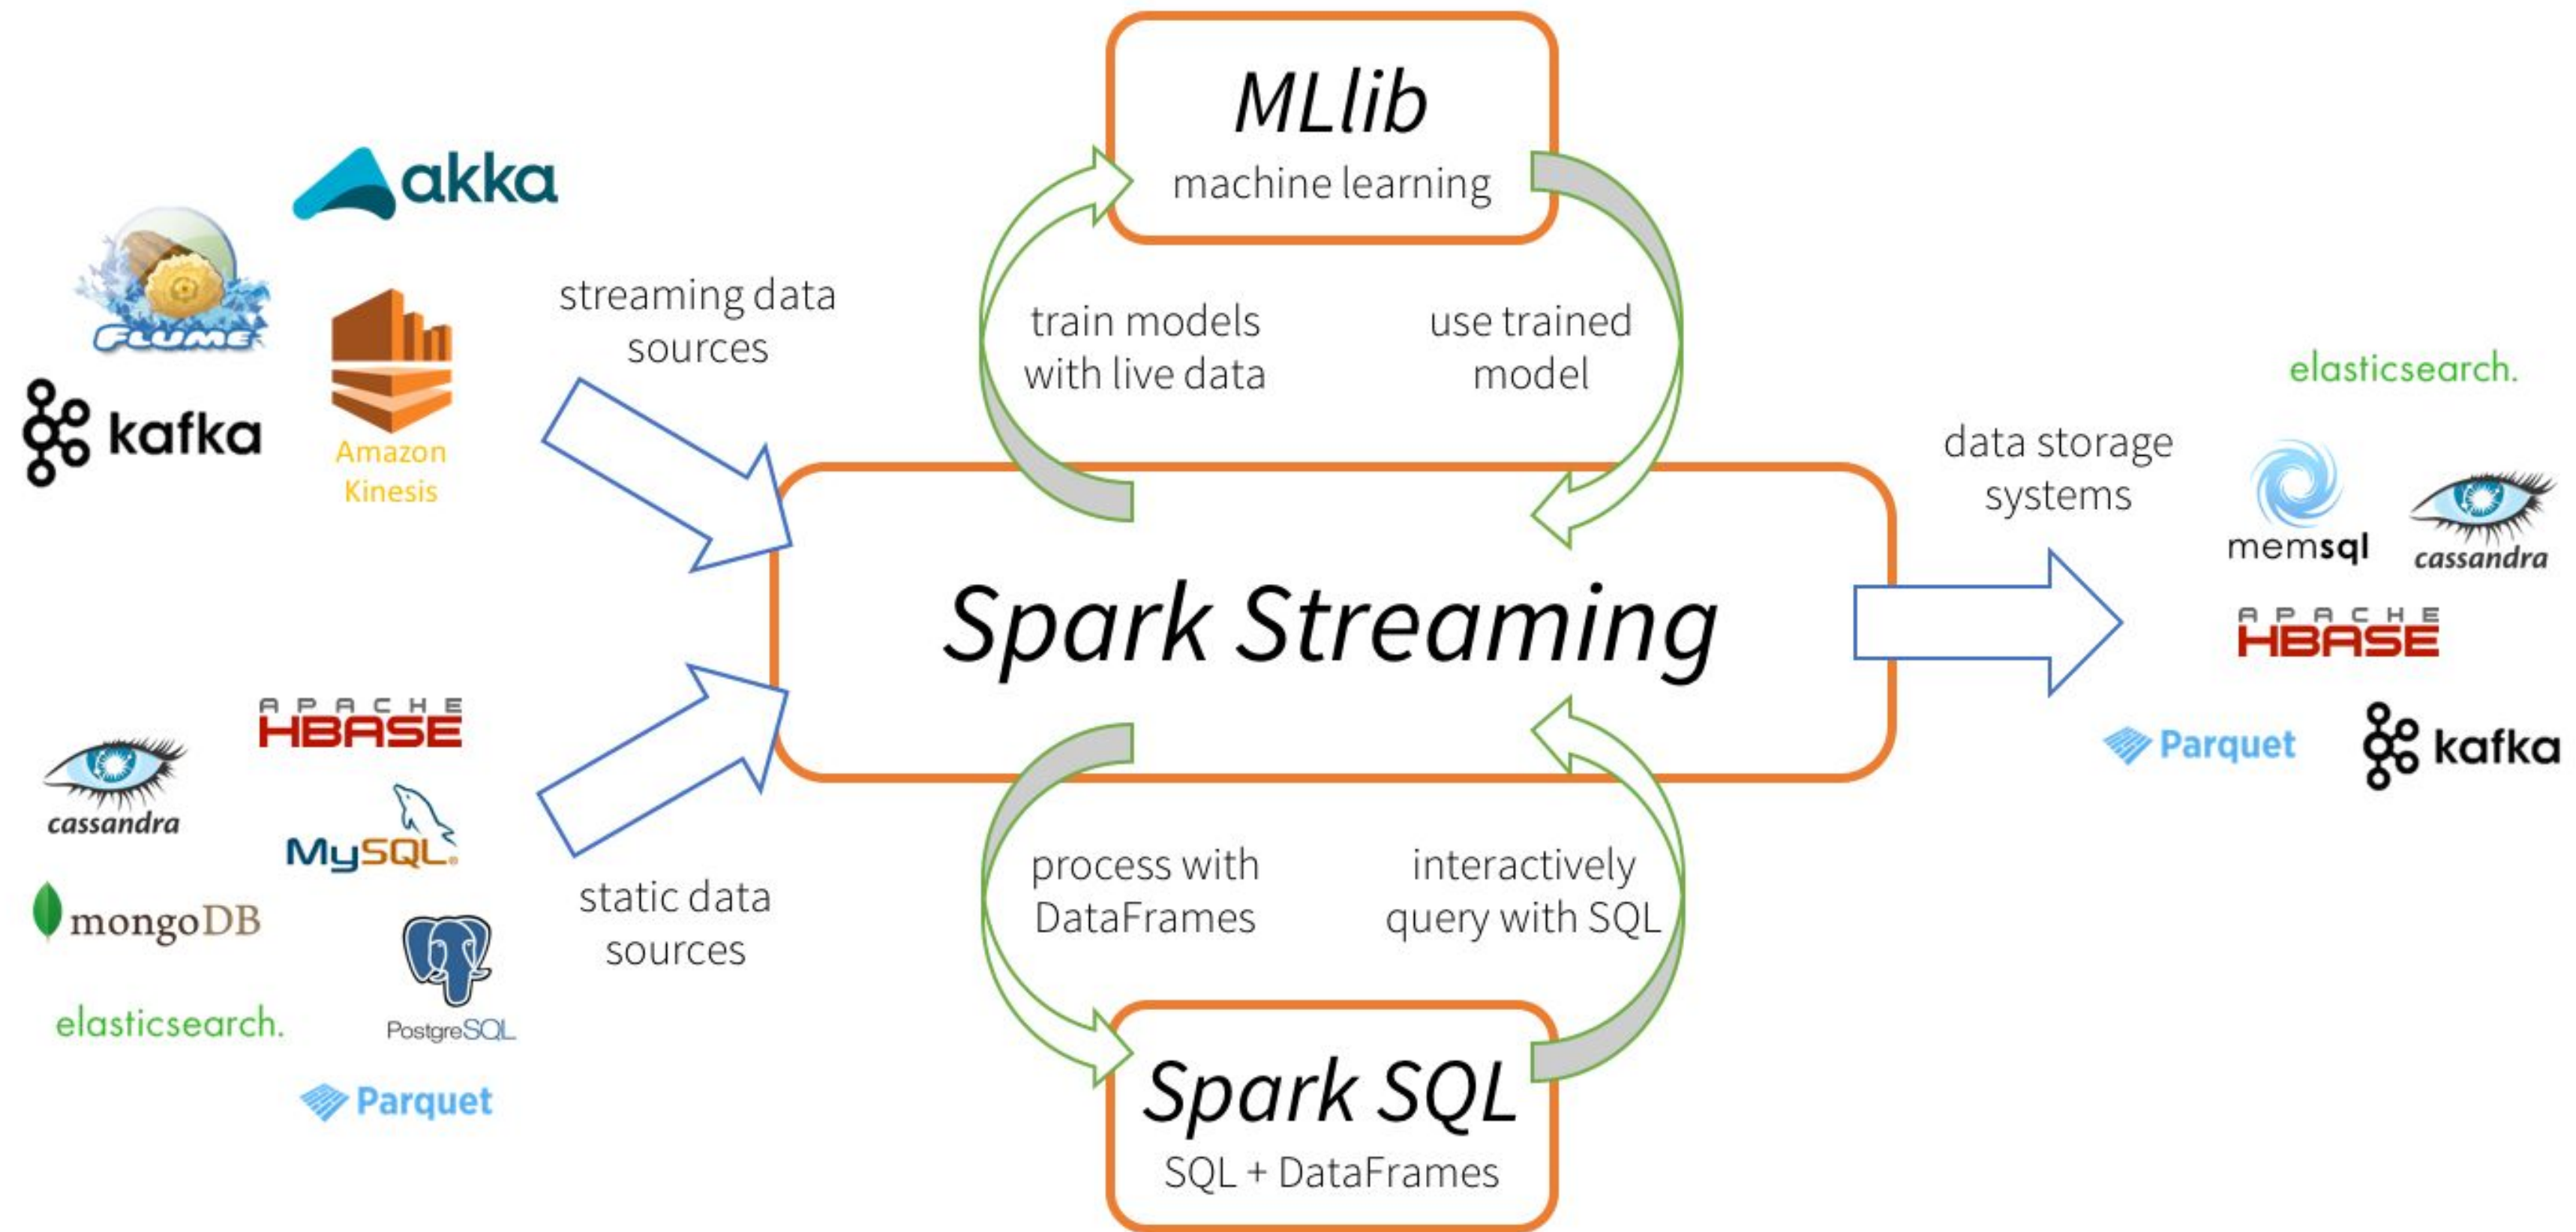 MLlib
machine learning
akka
FLUME
streaming data
sources
train models
with live data
use trained
model
kafka
Amazon
Kinesis
elasticsearch.
data storage
systems
memsql
cassandra
Spark Streaming
APACHE
HBASE
Parquet
kafka
APACHE
HBASE
cassandra
MySQL®
mongoDB
static data
sources
process with
DataFrames
interactively
query with SQL
elasticsearch.
PostgreSQL
Parquet
Spark SQL
SQL + DataFrames